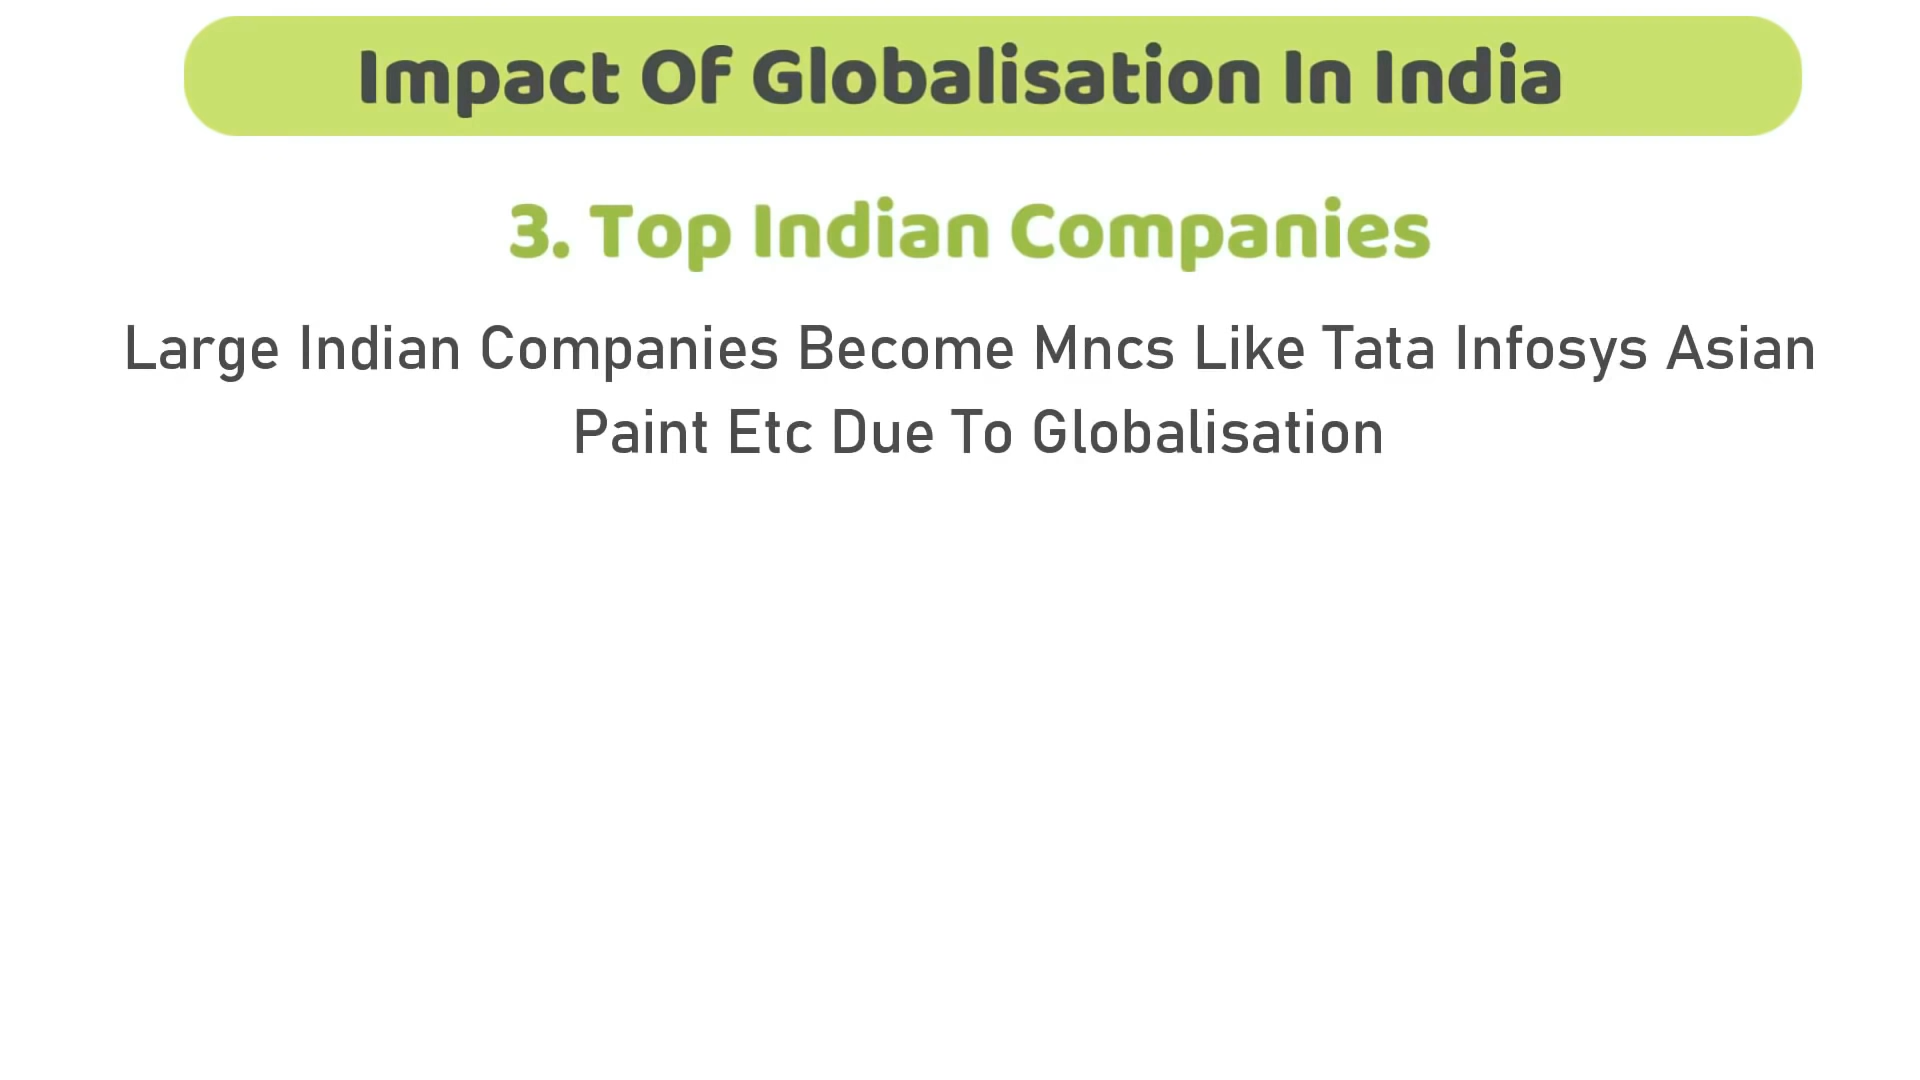 Impact Of Globalisation In India
3. Top Indian Companies
Large Indian Companies Become Mncs Like Tata Infosys Asian
Paint Etc Due To Globalisation